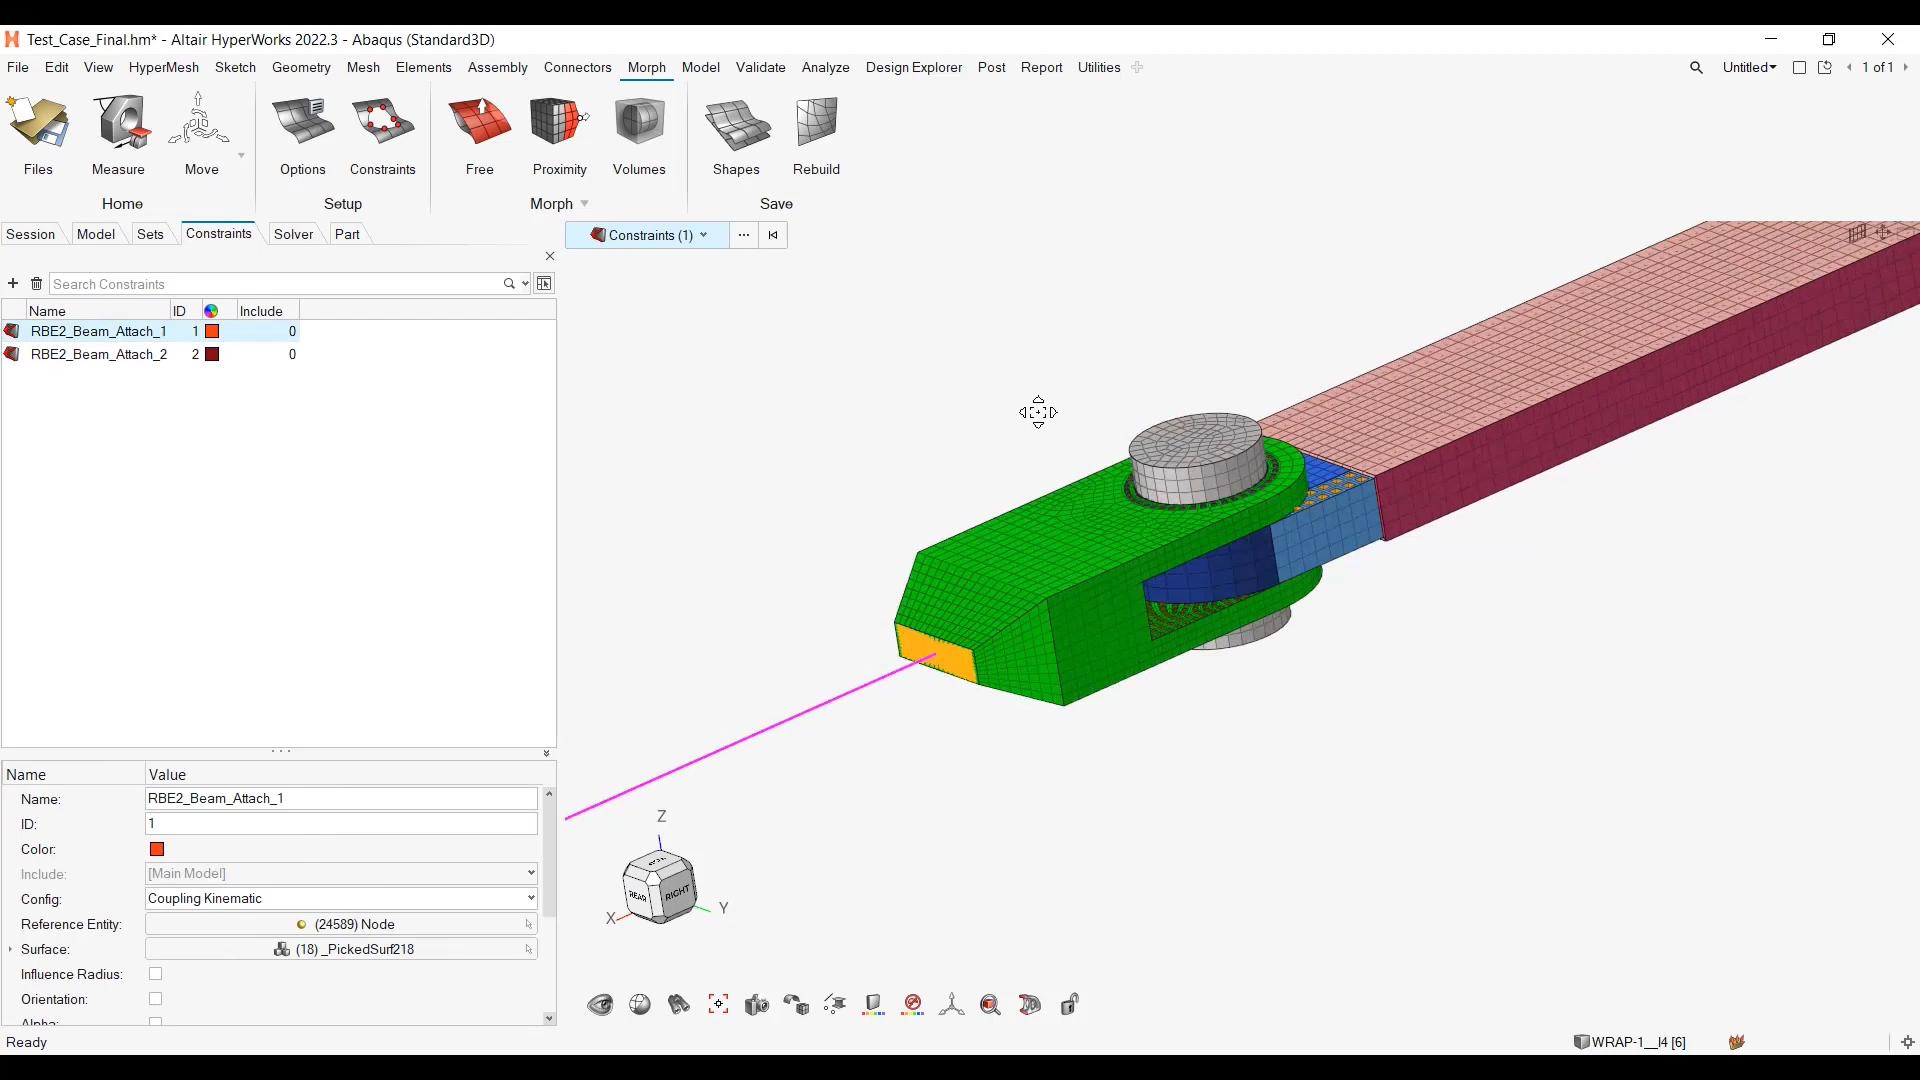 Test_Case_Final.hm* - Altair HyperWorks 2022.3 - Abaqus (Standard3D)
File Edit View HyperMesh Sketch Geometry Mesh Elements Assembly Connectors Morph Model Validate Analyze Design Explorer Post Report Utilities Untitled 1 of 1
Files Measure Move Options Constraints Free Proximity Volumes Shapes Rebuild
Home Setup Morph Save
Session Model Sets Constraints Solver Part Constraints (1)
Search Constraints
Name ID Include
RBE2_Beam_Attach_1 1 0
RBE2_Beam_Attach_2 2 0
Name Value
Name: RBE2_Beam_Attach_1
ID: 1
Color:
Include: [Main Model]
Config: Coupling Kinematic
Reference Entity: (24589) Node
Surface: (18) _PickedSurf218
Influence Radius:
Orientation:
Alpha:
Z
REAR RIGHT
X Y
Ready WRAP-1__I4 [6]